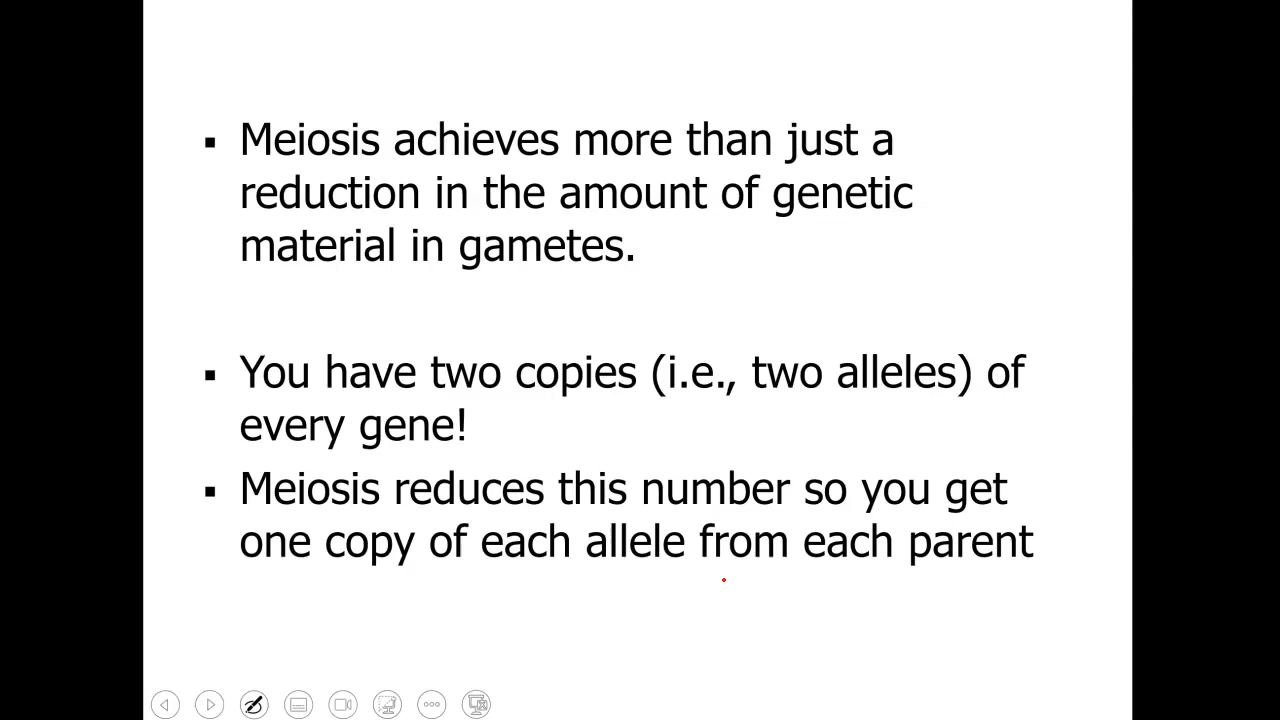 ▪ Meiosis achieves more than just a
reduction in the amount of genetic
material in gametes.
▪ You have two copies (i.e., two alleles) of
every gene!
▪ Meiosis reduces this number so you get
one copy of each allele from each parent